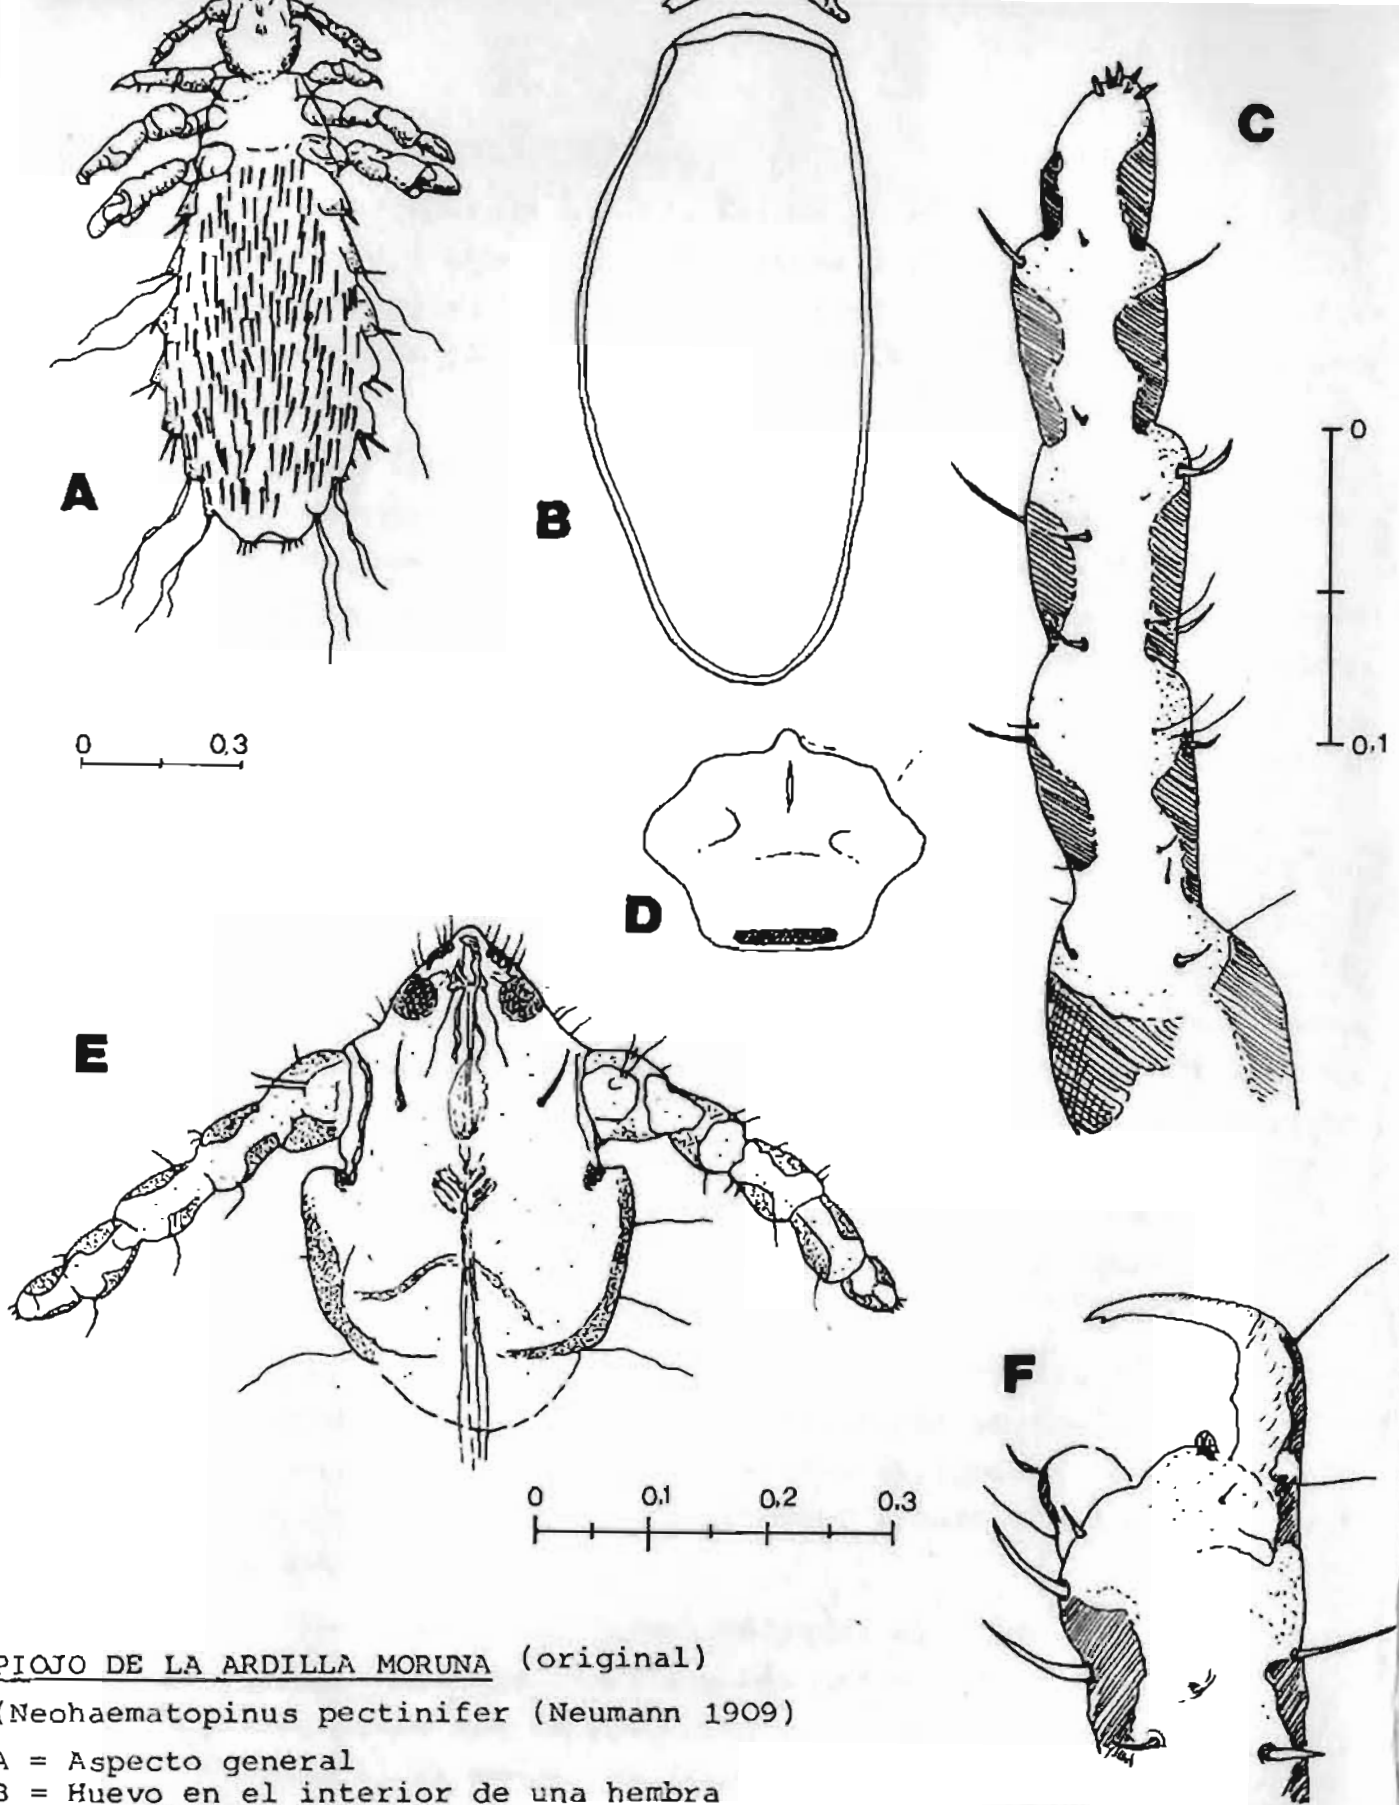 C
A
B
0
0,1
0 0,3
D
E
F
0 0,1 0,2 0,3
PIOJO DE LA ARDILLA MORUNA (original)
(Neohaematopinus pectinifer (Neumann 1909)
A = Aspecto general
B = Huevo en el interior de una hembra